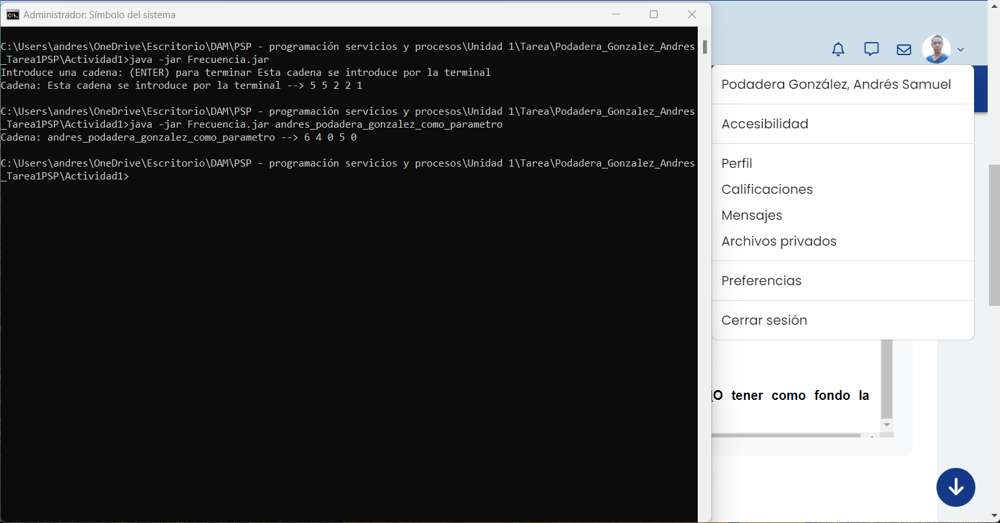 Administrador: Símbolo del sistema
C:\Users\andres\OneDrive\Escritorio\DAM\PSP - programación servicios y procesos\Unidad 1\Tarea\Podadera_Gonzalez_Andres
_Tarea1PSP\Actividad1>java -jar Frecuencia.jar
Introduce una cadena: (ENTER) para terminar Esta cadena se introduce por la terminal
Cadena: Esta cadena se introduce por la terminal --> 5 5 2 2 1
C:\Users\andres\OneDrive\Escritorio\DAM\PSP - programación servicios y procesos\Unidad 1\Tarea\Podadera_Gonzalez_Andres
_Tarea1PSP\Actividad1>java -jar Frecuencia.jar andres_podadera_gonzalez_como_parametro
Cadena: andres_podadera_gonzalez_como_parametro --> 6 4 0 5 0
C:\Users\andres\OneDrive\Escritorio\DAM\PSP - programación servicios y procesos\Unidad 1\Tarea\Podadera_Gonzalez_Andres
_Tarea1PSP\Actividad1>
Podadera González, Andrés Samuel
Accesibilidad
Perfil
Calificaciones
Mensajes
Archivos privados
Preferencias
Cerrar sesión
O tener como fondo la